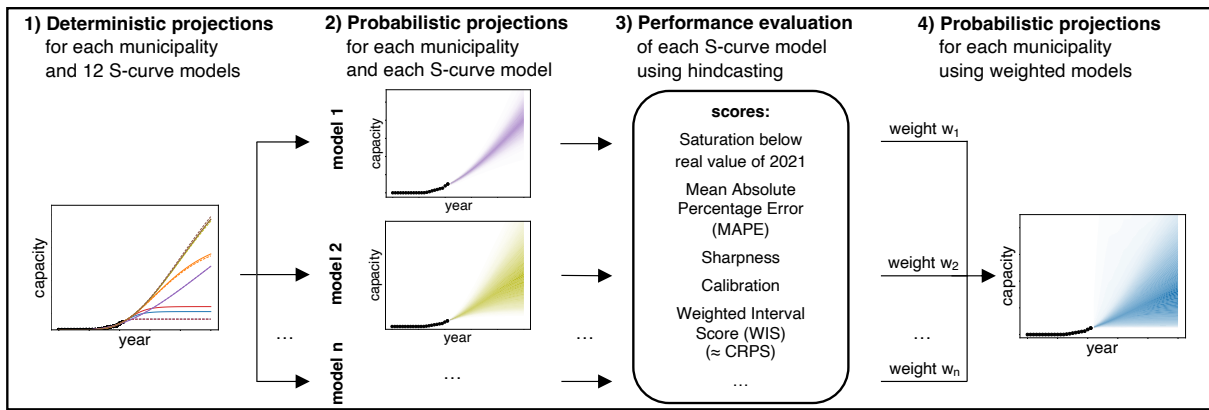 1) Deterministic projections
for each municipality
and 12 S-curve models
capacity
year
2) Probabilistic projections
for each municipality
and each S-curve model
model 1
capacity
year
model 2
capacity
year
...
model n
...
...
3) Performance evaluation
of each S-curve model
using hindcasting
scores:
Saturation below
real value of 2021
Mean Absolute
Percentage Error
(MAPE)
Sharpness
Calibration
Weighted Interval
Score (WIS)
(≈ CRPS)
...
4) Probabilistic projections
for each municipality
using weighted models
weight w₁
weight w₂
...
weight wₙ
capacity
year